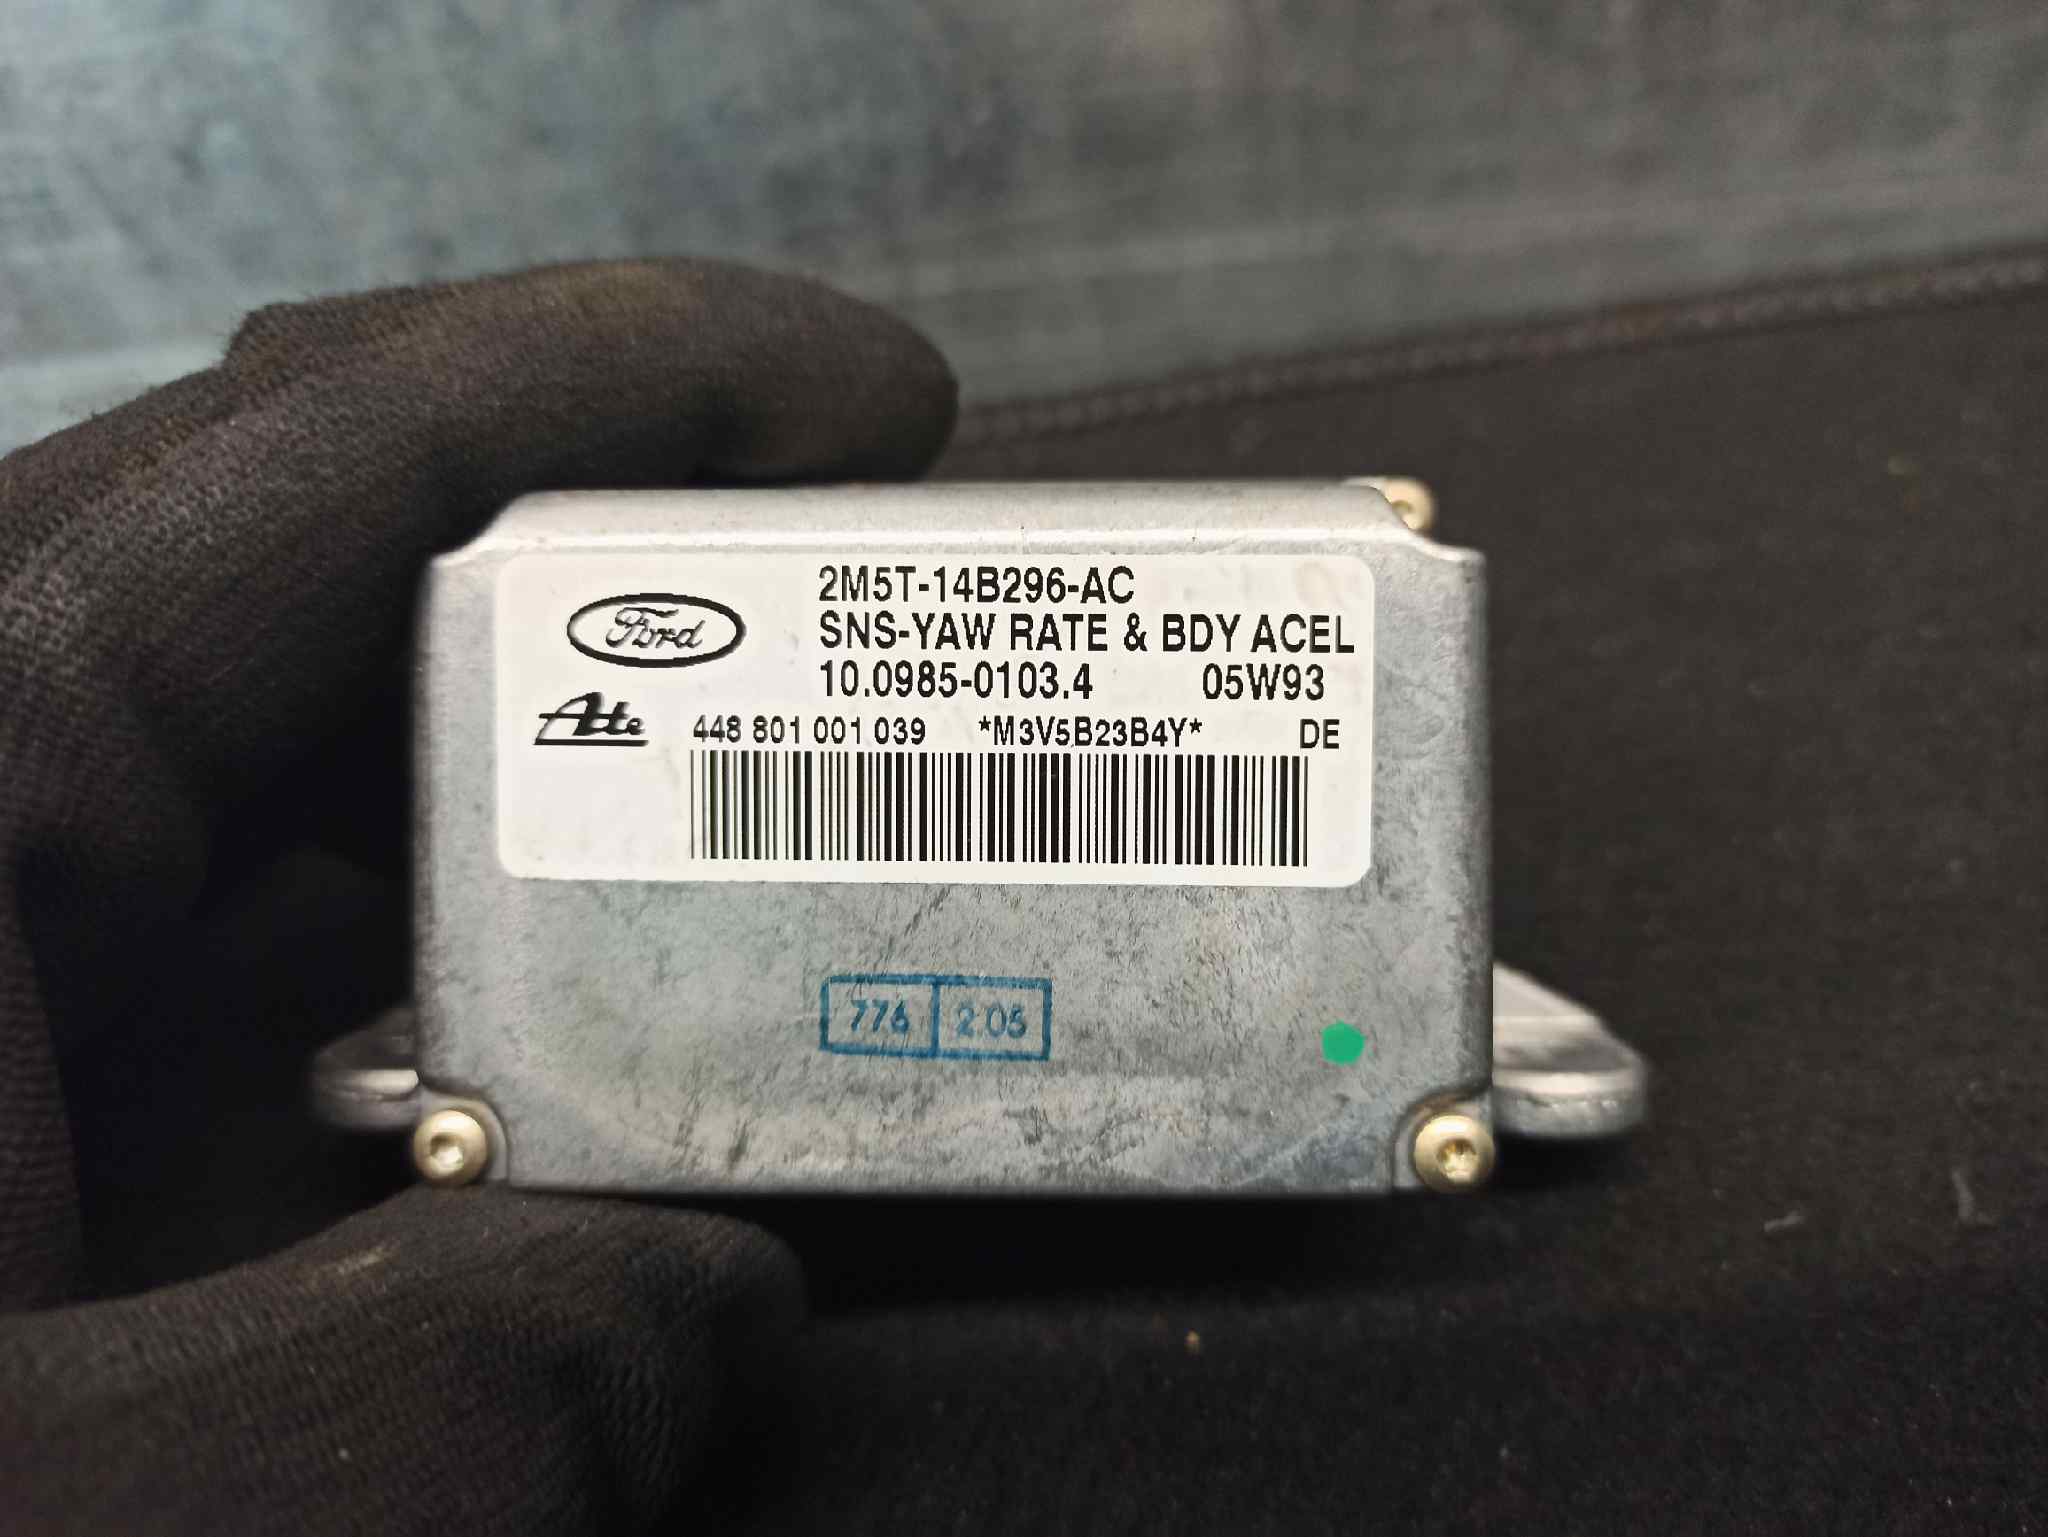 Ford
2M5T-14B296-AC
SNS-YAW RATE & BDY ACEL
10.0985-0103.4 05W93
Ate 448 801 001 039 *M3V5B23B4Y* DE
776 2.05